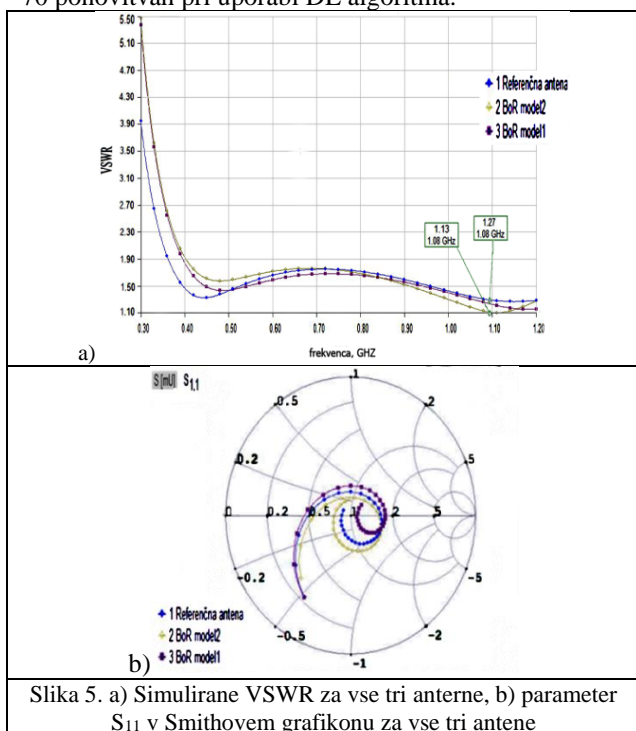 70 ponovitvah pri uporabi DE algoritma.
5.50
5.10
4.70
4.30
3.90
3.50
3.10
2.70
2.30
1.90
1.50
1.10
VSWR
1 Referenčna antena
2 BoR model2
3 BoR model1
1.13
1.08 GHz
1.27
1.08 GHz
0.30 0.40 0.50 0.60 0.70 0.80 0.90 1.00 1.10 1.20
frekvenca, GHZ
a)
S [mU] S1,1
1
0.5
2
0.2
5
0 0.2 0.5 1 2 5
-0.2
-5
-0.5
-2
-1
1 Referenčna antena
2 BoR model2
3 BoR model1
b)
Slika 5. a) Simulirane VSWR za vse tri anterne, b) parameter
S11 v Smithovem grafikonu za vse tri antene